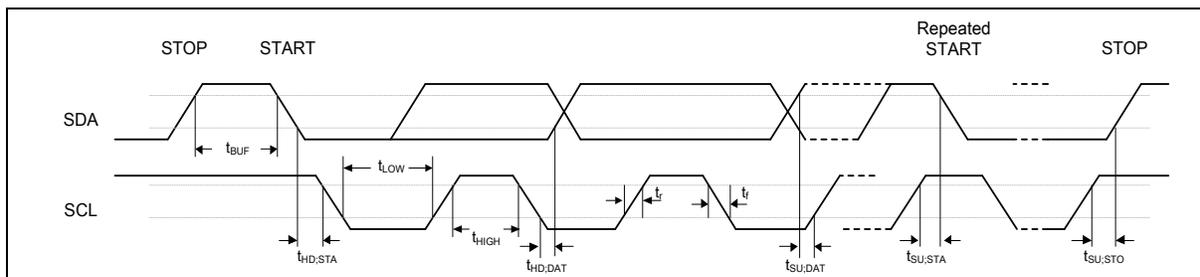 STOP
START
Repeated
START
STOP
SDA
tBUF
tLOW
SCL
tr
tf
tHIGH
tHD;STA
tHD;DAT
tSU;DAT
tSU;STA
tSU;STO